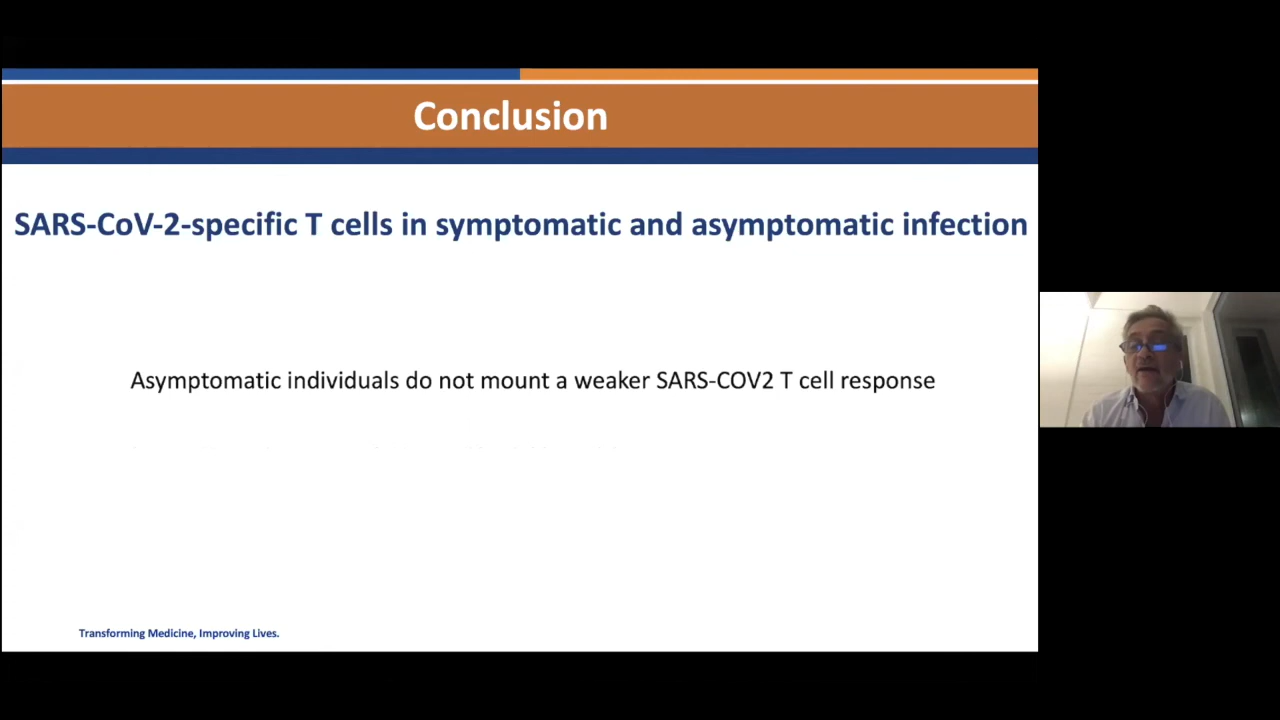 Conclusion
SARS-CoV-2-specific T cells in symptomatic and asymptomatic infection
Asymptomatic individuals do not mount a weaker SARS-COV2 T cell response
Transforming Medicine, Improving Lives.